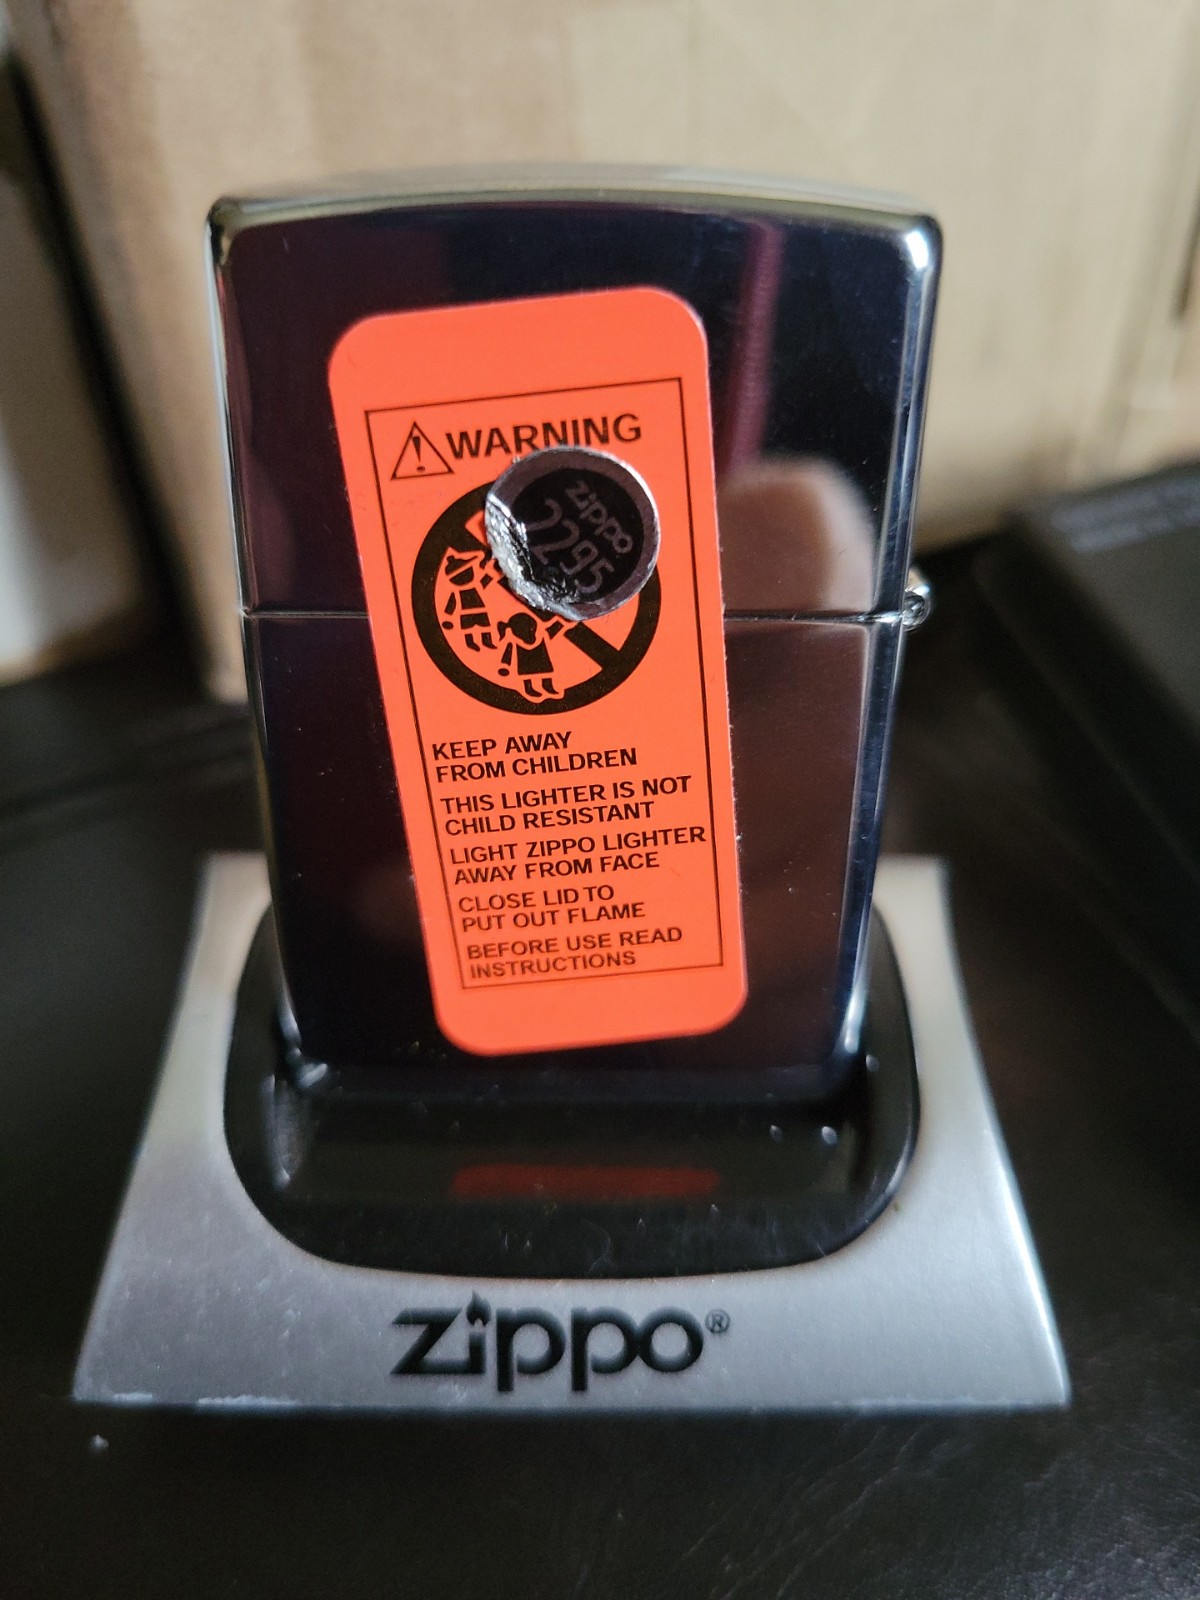 WARNING
zippo
2295
KEEP AWAY
FROM CHILDREN
THIS LIGHTER IS NOT
CHILD RESISTANT
LIGHT ZIPPO LIGHTER
AWAY FROM FACE
CLOSE LID TO
PUT OUT FLAME
BEFORE USE READ
INSTRUCTIONS
zippo®